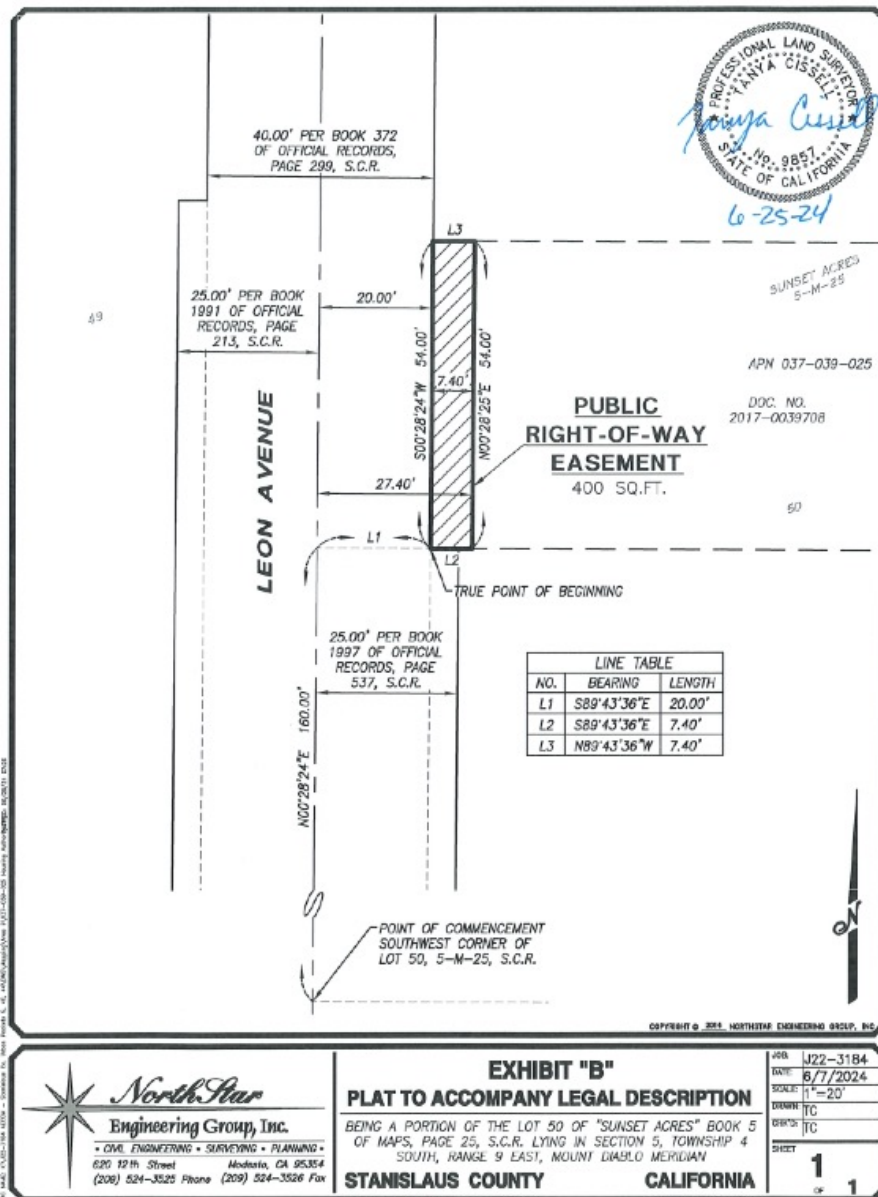 PROFESSIONAL LAND SURVEYOR
TANYA CISSELL
Tanya Cissell
No. 9857
STATE OF CALIFORNIA
6-25-24
40.00' PER BOOK 372
OF OFFICIAL RECORDS,
PAGE 299, S.C.R.
L3
SUNSET ACRES
5-M-25
49
25.00' PER BOOK
1991 OF OFFICIAL
RECORDS, PAGE
213, S.C.R.
20.00'
S00°28'24"W 54.00'
7.40'
N00°28'25"E 54.00'
APN 037-039-025
DOC. NO.
2017-0039708
PUBLIC
RIGHT-OF-WAY
EASEMENT
400 SQ.FT.
LEON AVENUE
27.40'
50
L1
L2
TRUE POINT OF BEGINNING
25.00' PER BOOK
1997 OF OFFICIAL
RECORDS, PAGE
537, S.C.R.
N00°28'24"E 160.00'
LINE TABLE
NO. BEARING LENGTH
L1 S89°43'36"E 20.00'
L2 S89°43'36"E 7.40'
L3 N89°43'36"W 7.40'
POINT OF COMMENCEMENT
SOUTHWEST CORNER OF
LOT 50, 5-M-25, S.C.R.
N
COPYRIGHT © NORTHSTAR ENGINEERING GROUP, INC.
NorthStar
Engineering Group, Inc.
• CIVIL ENGINEERING • SURVEYING • PLANNING •
620 12th Street Modesto, CA 95354
(209) 524-3525 Phone (209) 524-3526 Fax
EXHIBIT "B"
PLAT TO ACCOMPANY LEGAL DESCRIPTION
BEING A PORTION OF THE LOT 50 OF "SUNSET ACRES" BOOK 5
OF MAPS, PAGE 25, S.C.R. LYING IN SECTION 5, TOWNSHIP 4
SOUTH, RANGE 9 EAST, MOUNT DIABLO MERIDIAN
STANISLAUS COUNTY CALIFORNIA
JOB: J22-3184
DATE: 6/7/2024
SCALE: 1"=20'
DRAWN: TC
CHK'D: TC
SHEET
1
OF 1